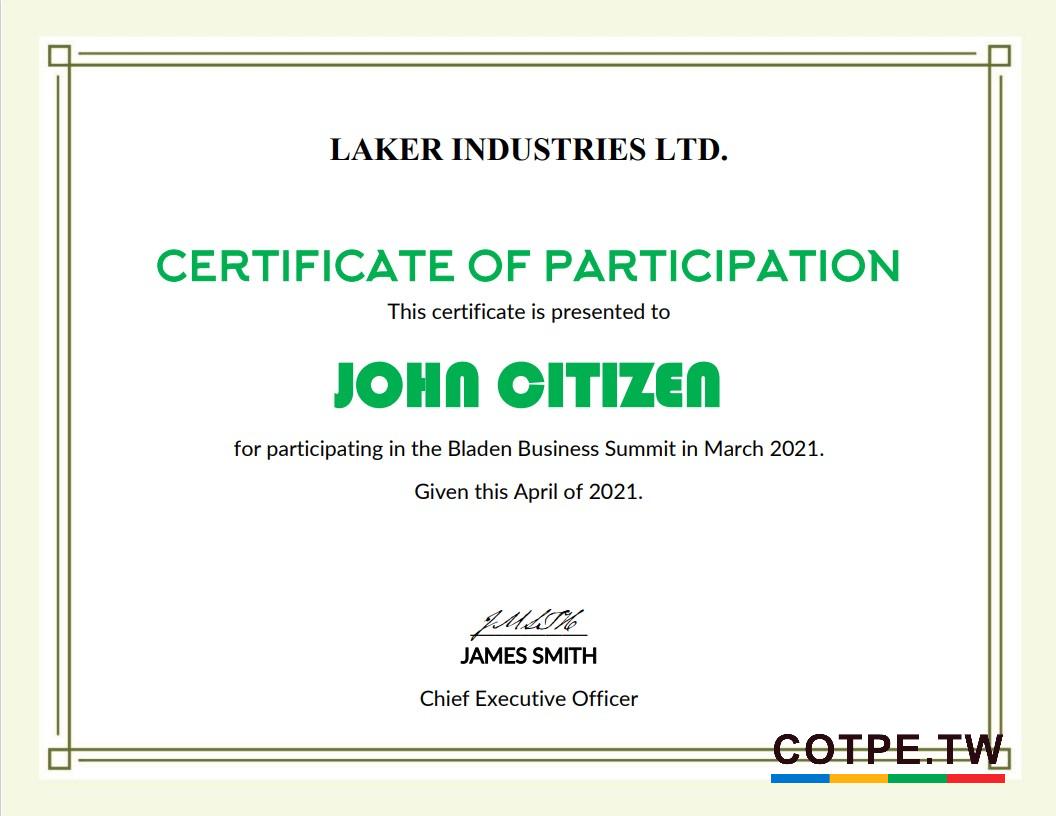 LAKER INDUSTRIES LTD.
CERTIFICATE OF PARTICIPATION
This certificate is presented to
JOHN CITIZEN
for participating in the Bladen Business Summit in March 2021.
Given this April of 2021.
JAMES SMITH
Chief Executive Officer
COTPE.TW